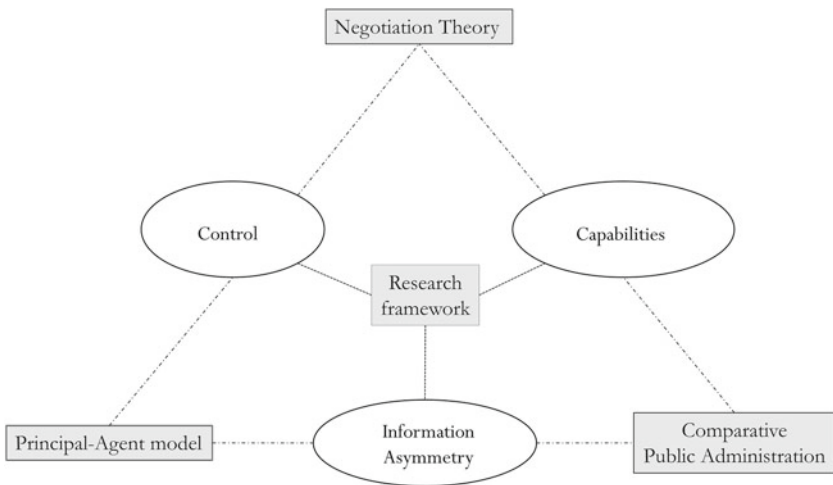 Negotiation Theory
Control
Capabilities
Research
framework
Principal-Agent model
Information
Asymmetry
Comparative
Public Administration